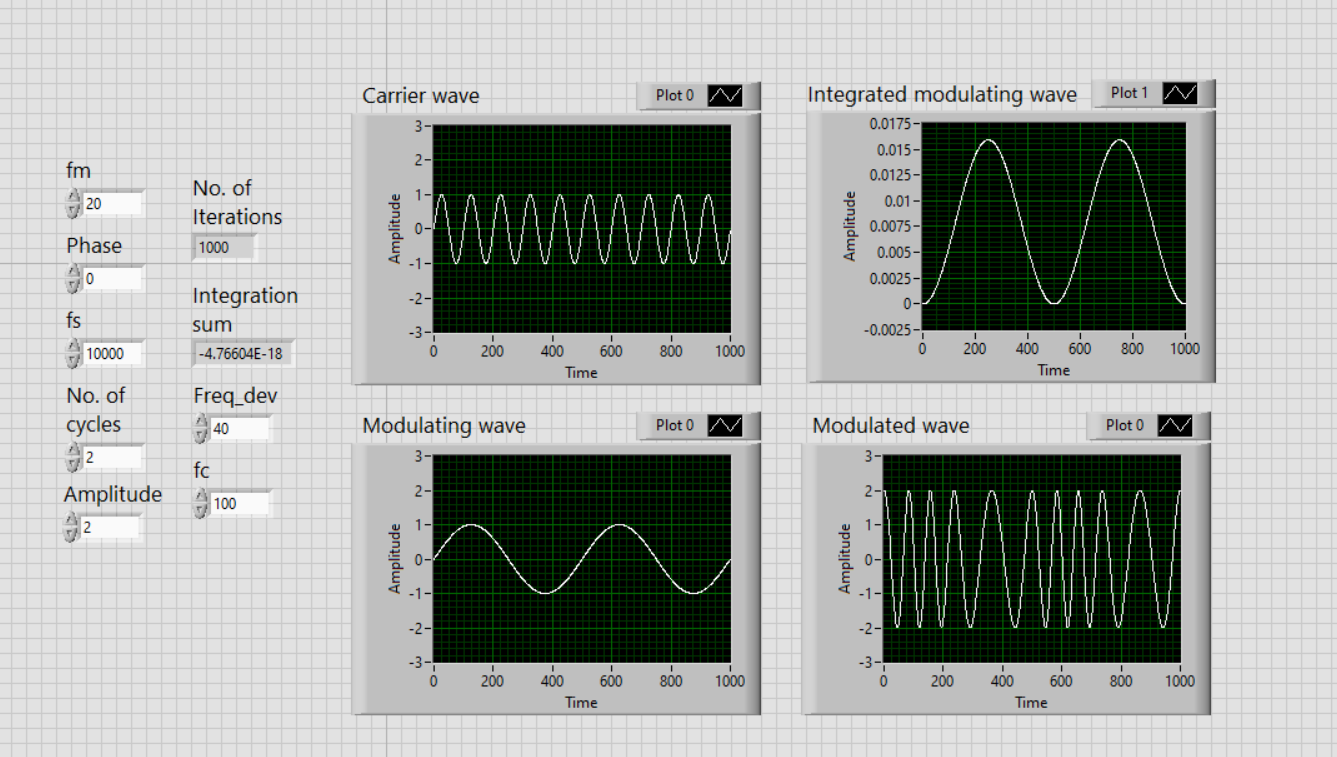 fm
20
Phase
0
fs
10000
No. of
cycles
2
Amplitude
2
No. of
Iterations
1000
Integration
sum
-4.76604E-18
Freq_dev
40
fc
100
Carrier wave
Plot 0
Amplitude
3
2
1
0
-1
-2
-3
0 200 400 600 800 1000
Time
Integrated modulating wave
Plot 1
Amplitude
0.0175
0.015
0.0125
0.01
0.0075
0.005
0.0025
0
-0.0025
0 200 400 600 800 1000
Time
Modulating wave
Plot 0
Amplitude
3
2
1
0
-1
-2
-3
0 200 400 600 800 1000
Time
Modulated wave
Plot 0
Amplitude
3
2
1
0
-1
-2
-3
0 200 400 600 800 1000
Time